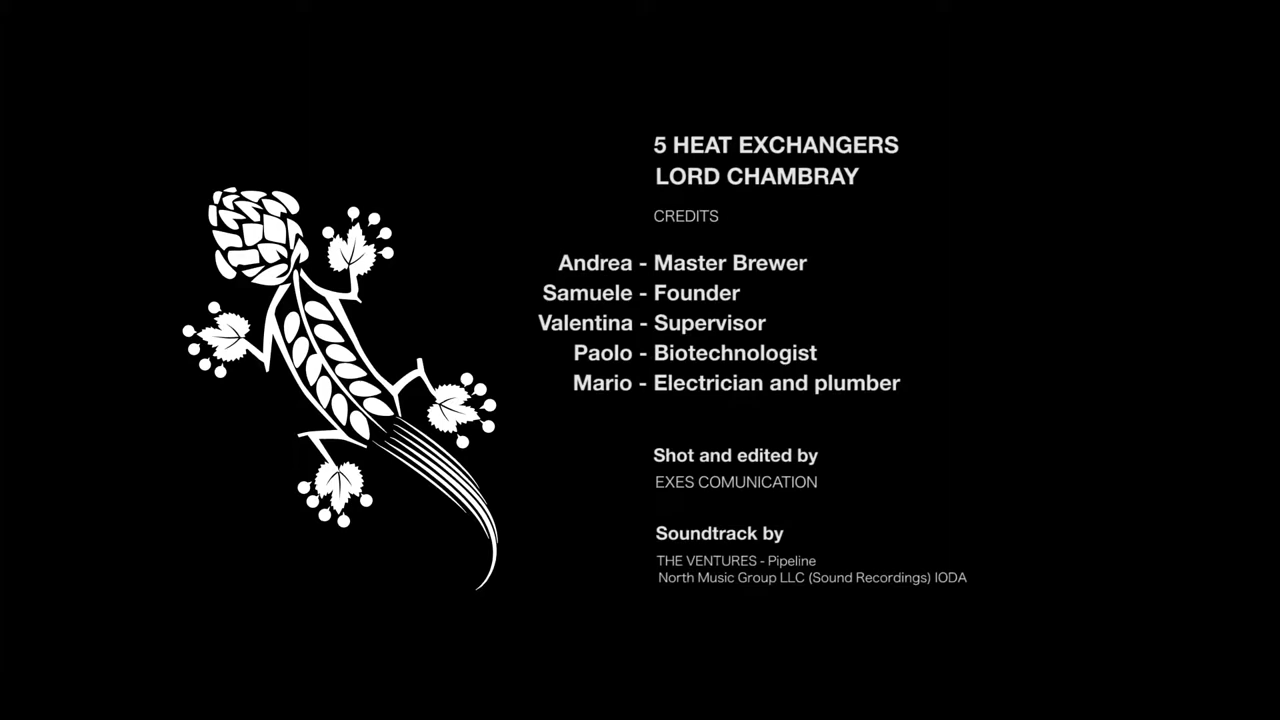 5 HEAT EXCHANGERS
LORD CHAMBRAY
CREDITS
Andrea - Master Brewer
Samuele - Founder
Valentina - Supervisor
Paolo - Biotechnologist
Mario - Electrician and plumber
Shot and edited by
EXES COMUNICATION
Soundtrack by
THE VENTURES - Pipeline
North Music Group LLC (Sound Recordings) IODA